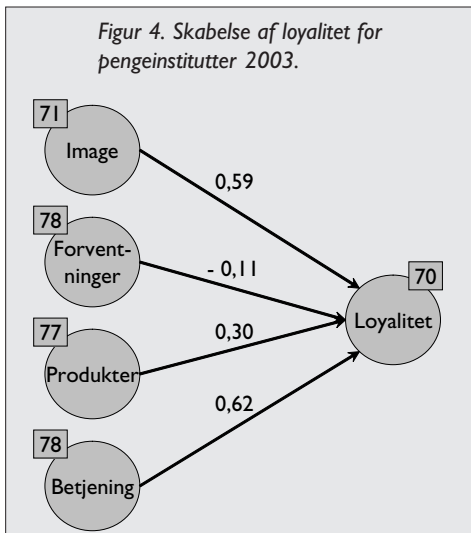 Figur 4. Skabelse af loyalitet for
pengeinstitutter 2003.
71
Image
0,59
78
Forvent-
ninger
- 0,11
70
Loyalitet
77
Produkter
0,30
0,62
78
Betjening